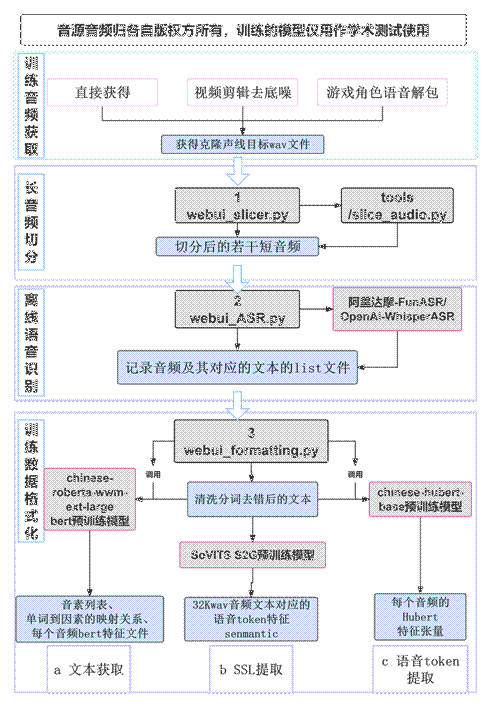 音源音频归各音版权方所有，训练的模型仅用作学术测试使用
训练音频获取
直接获得
视频剪辑去底噪
游戏角色语音解包
获得克隆声线目标wav文件
长音频切分
1
webui_slicer.py
tools
/slice_audio.py
切分后的若干短音频
离线语音识别
2
webui_ASR.py
阿里达摩-FunASR/
OpenAI-WhisperASR
记录音频及其对应的文本的list文件
训练数据格式化
3
webui_formatting.py
调用
调用
chinese-
roberta-wwm-
ext-large
bert预训练模型
清洗分词去错后的文本
chinese-hubert-
base预训练模型
SoVITS S2G预训练模型
音素列表、
单词到因素的映射关系、
每个音频bert特征文件
32Kwav音频文本对应的
语音token特征
senmantic
每个音频的
Hubert
特征张量
a 文本获取
b SSL提取
c 语音token
提取